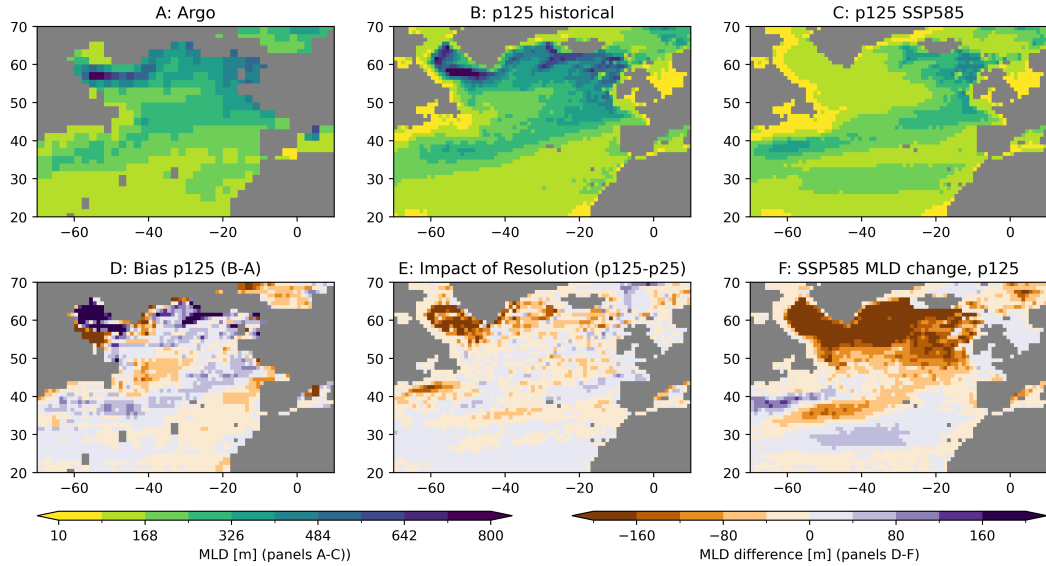 A: Argo
B: p125 historical
C: p125 SSP585
70
60
50
40
30
20
−60 −40 −20 0
70
60
50
40
30
20
−60 −40 −20 0
70
60
50
40
30
20
−60 −40 −20 0
D: Bias p125 (B-A)
E: Impact of Resolution (p125-p25)
F: SSP585 MLD change, p125
70
60
50
40
30
20
−60 −40 −20 0
70
60
50
40
30
20
−60 −40 −20 0
70
60
50
40
30
20
−60 −40 −20 0
10 168 326 484 642 800
MLD [m] (panels A-C))
−160 −80 0 80 160
MLD difference [m] (panels D-F)